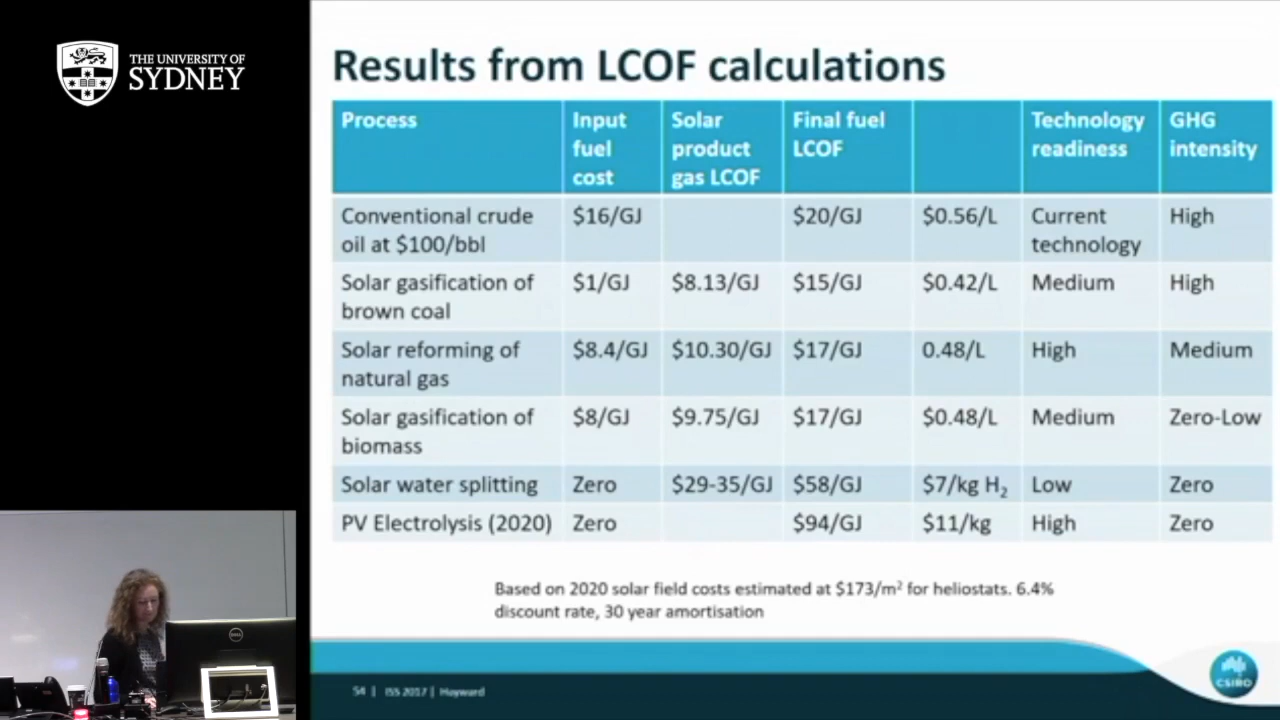 THE UNIVERSITY OF
SYDNEY
Results from LCOF calculations
Process
Input
fuel
cost
Solar
product
gas LCOF
Final fuel
LCOF
Technology
readiness
GHG
intensity
Conventional crude
oil at $100/bbl
$16/GJ
$20/GJ
$0.56/L
Current
technology
High
Solar gasification of
brown coal
$1/GJ
$8.13/GJ
$15/GJ
$0.42/L
Medium
High
Solar reforming of
natural gas
$8.4/GJ
$10.30/GJ
$17/GJ
0.48/L
High
Medium
Solar gasification of
biomass
$8/GJ
$9.75/GJ
$17/GJ
$0.48/L
Medium
Zero-Low
Solar water splitting
Zero
$29-35/GJ
$58/GJ
$7/kg H₂
Low
Zero
PV Electrolysis (2020)
Zero
$94/GJ
$11/kg
High
Zero
Based on 2020 solar field costs estimated at $173/m² for heliostats. 6.4%
discount rate, 30 year amortisation
54 | ISS 2017 | Hayward
CSIRO
DELL